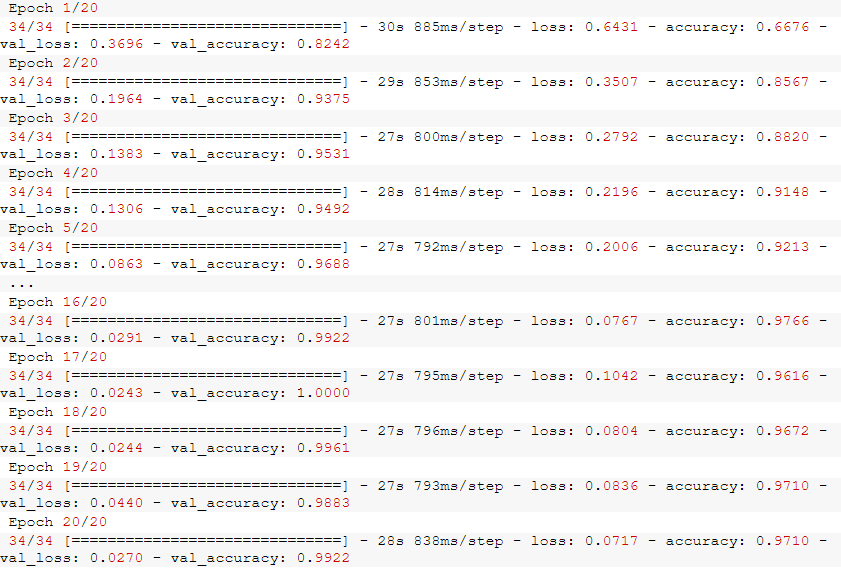 Epoch 1/20
34/34 [==============================] - 30s 885ms/step - loss: 0.6431 - accuracy: 0.6676 -
val_loss: 0.3696 - val_accuracy: 0.8242
Epoch 2/20
34/34 [==============================] - 29s 853ms/step - loss: 0.3507 - accuracy: 0.8567 -
val_loss: 0.1964 - val_accuracy: 0.9375
Epoch 3/20
34/34 [==============================] - 27s 800ms/step - loss: 0.2792 - accuracy: 0.8820 -
val_loss: 0.1383 - val_accuracy: 0.9531
Epoch 4/20
34/34 [==============================] - 28s 814ms/step - loss: 0.2196 - accuracy: 0.9148 -
val_loss: 0.1306 - val_accuracy: 0.9492
Epoch 5/20
34/34 [==============================] - 27s 792ms/step - loss: 0.2006 - accuracy: 0.9213 -
val_loss: 0.0863 - val_accuracy: 0.9688
...
Epoch 16/20
34/34 [==============================] - 27s 801ms/step - loss: 0.0767 - accuracy: 0.9766 -
val_loss: 0.0291 - val_accuracy: 0.9922
Epoch 17/20
34/34 [==============================] - 27s 795ms/step - loss: 0.1042 - accuracy: 0.9616 -
val_loss: 0.0243 - val_accuracy: 1.0000
Epoch 18/20
34/34 [==============================] - 27s 796ms/step - loss: 0.0804 - accuracy: 0.9672 -
val_loss: 0.0244 - val_accuracy: 0.9961
Epoch 19/20
34/34 [==============================] - 27s 793ms/step - loss: 0.0836 - accuracy: 0.9710 -
val_loss: 0.0440 - val_accuracy: 0.9883
Epoch 20/20
34/34 [==============================] - 28s 838ms/step - loss: 0.0717 - accuracy: 0.9710 -
val_loss: 0.0270 - val_accuracy: 0.9922